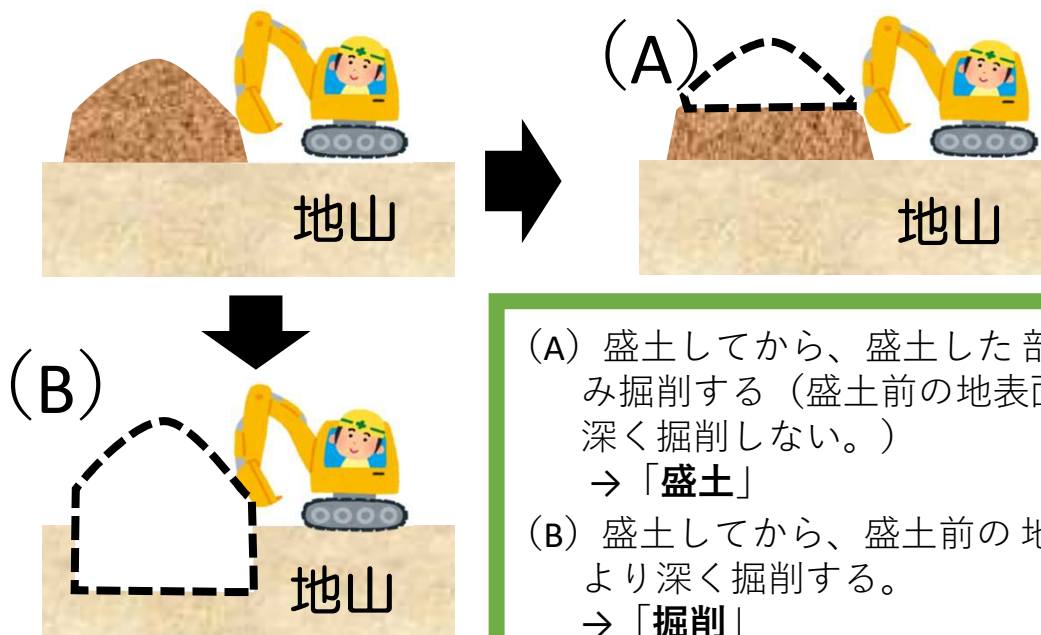 地山
(A)
地山
(B)
地山
（A）盛土してから、盛土した 部
み掘削する（盛土前の地表面
深く掘削しない。）
→「盛土」
（B）盛土してから、盛土前の 地
より深く掘削する。
→「掘削」